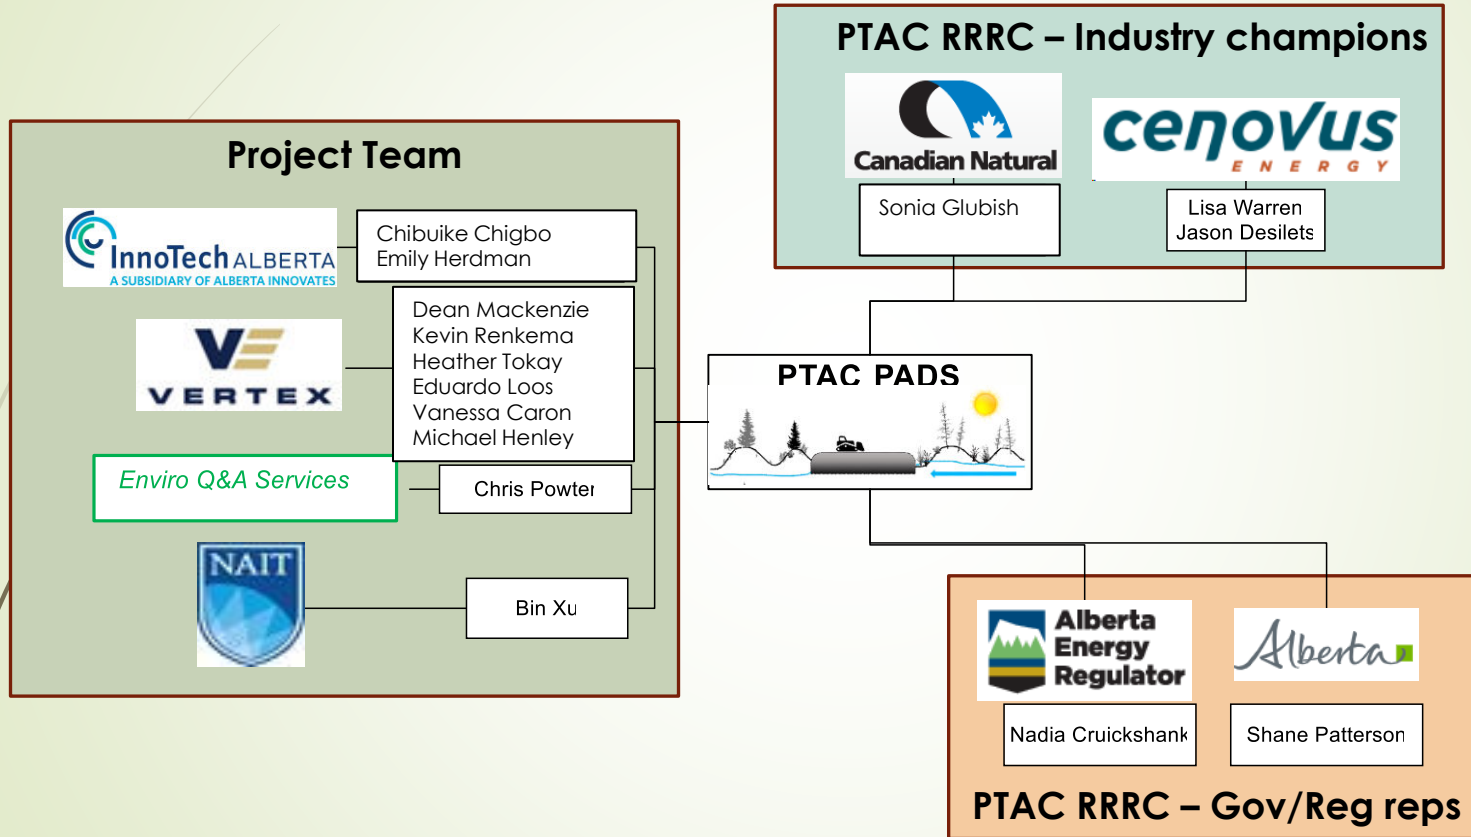 PTAC RRRC – Industry champions
Canadian Natural
cenovus
ENERGY
Sonia Glubish
Lisa Warren
Jason Desilets
Project Team
InnoTech ALBERTA
A SUBSIDIARY OF ALBERTA INNOVATES
Chibuike Chigbo
Emily Herdman
VERTEX
Dean Mackenzie
Kevin Renkema
Heather Tokay
Eduardo Loos
Vanessa Caron
Michael Henley
Enviro Q&A Services
Chris Powter
NAIT
Bin Xu
PTAC PADS
Alberta
Energy
Regulator
Alberta
Nadia Cruickshank
Shane Patterson
PTAC RRRC – Gov/Reg reps